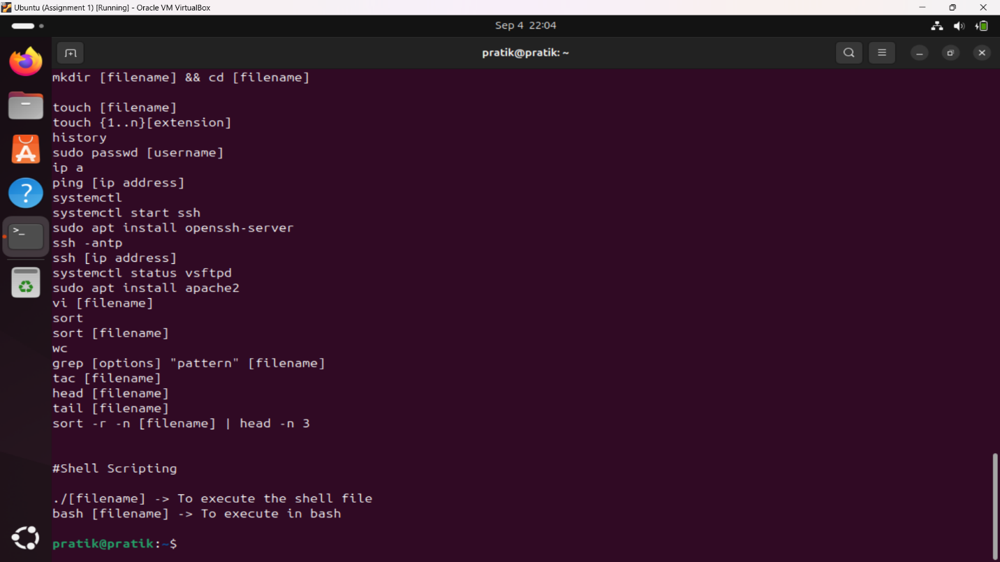 Ubuntu (Assignment 1) [Running] - Oracle VM VirtualBox
Sep 4 22:04
pratik@pratik: ~
mkdir [filename] && cd [filename]
touch [filename]
touch {1..n}[extension]
history
sudo passwd [username]
ip a
ping [ip address]
systemctl
systemctl start ssh
sudo apt install openssh-server
ssh -antp
ssh [ip address]
systemctl status vsftpd
sudo apt install apache2
vi [filename]
sort
sort [filename]
wc
grep [options] "pattern" [filename]
tac [filename]
head [filename]
tail [filename]
sort -r -n [filename] | head -n 3
#Shell Scripting
./[filename] -> To execute the shell file
bash [filename] -> To execute in bash
pratik@pratik:~$